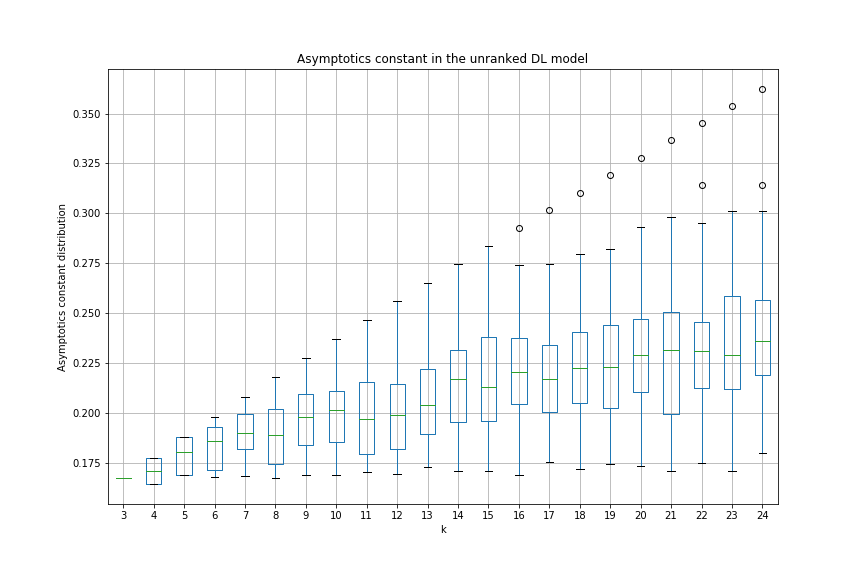 Asymptotics constant in the unranked DL model
Asymptotics constant distribution
0.350
0.325
0.300
0.275
0.250
0.225
0.200
0.175
3 4 5 6 7 8 9 10 11 12 13 14 15 16 17 18 19 20 21 22 23 24
k